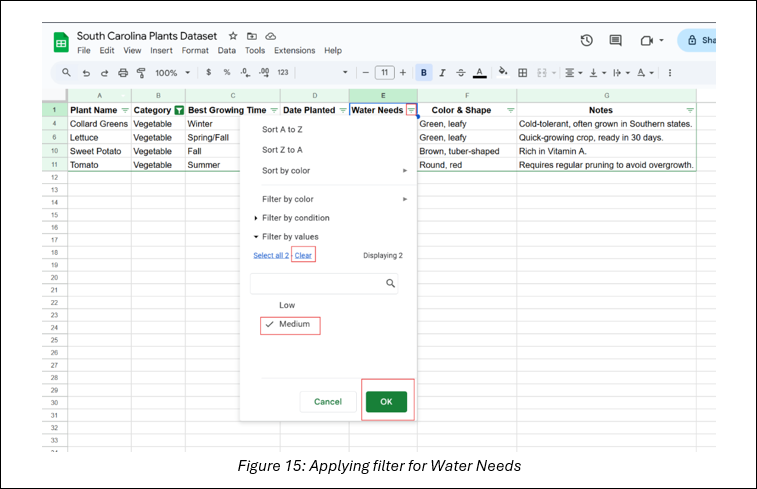 South Carolina Plants Dataset
File Edit View Insert Format Data Tools Extensions Help
Sha
100% $ % .0 .00 123 11 B I S A
A B C D E F G
1 Plant Name Category Best Growing Time Date Planted Water Needs Color & Shape Notes
4 Collard Greens Vegetable Winter Green, leafy Cold-tolerant, often grown in Southern states.
6 Lettuce Vegetable Spring/Fall Green, leafy Quick-growing crop, ready in 30 days.
10 Sweet Potato Vegetable Fall Brown, tuber-shaped Rich in Vitamin A.
11 Tomato Vegetable Summer Round, red Requires regular pruning to avoid overgrowth.
12
13
14
15
16
17
18
19
20
21
22
23
24
25
26
27
28
29
30
31
32
33
Sort A to Z
Sort Z to A
Sort by color
Filter by color
Filter by condition
Filter by values
Select all 2 - Clear Displaying 2
Low
Medium
Cancel OK
Figure 15: Applying filter for Water Needs